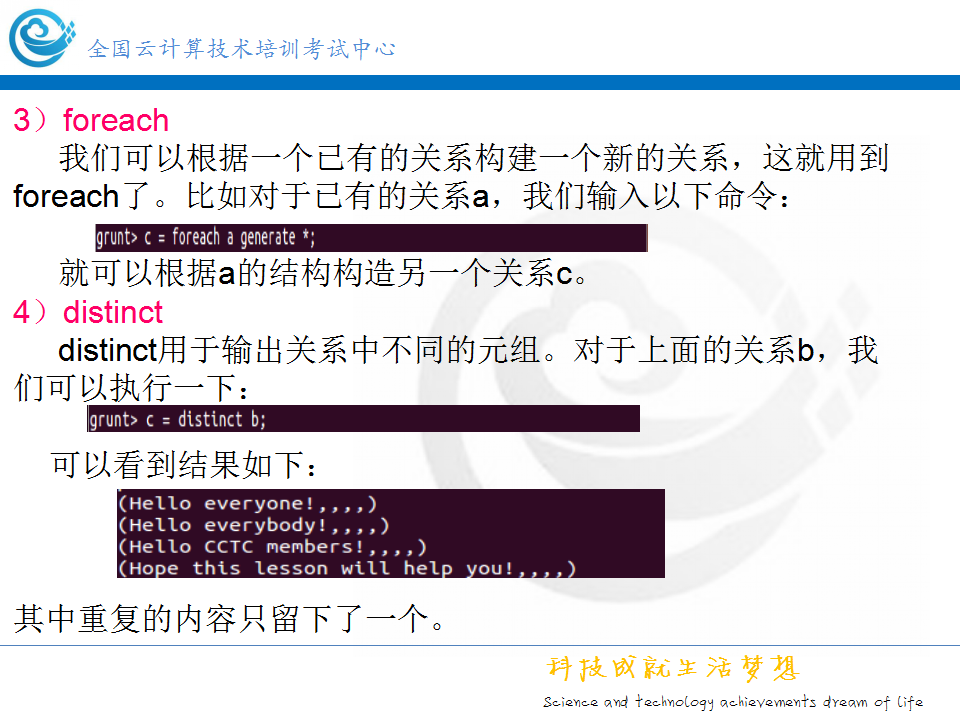 全国云计算技术培训考试中心
3）foreach
我们可以根据一个已有的关系构建一个新的关系，这就用到
foreach了。比如对于已有的关系a，我们输入以下命令：
grunt> c = foreach a generate *;
就可以根据a的结构构造另一个关系c。
4）distinct
distinct用于输出关系中不同的元组。对于上面的关系b，我
们可以执行一下：
grunt> c = distinct b;
可以看到结果如下：
(Hello everyone!,,,,)
(Hello everybody!,,,,)
(Hello CCTC members!,,,,)
(Hope this lesson will help you!,,,,)
其中重复的内容只留下了一个。
科技成就生活梦想
Science and technology achievements dream of life